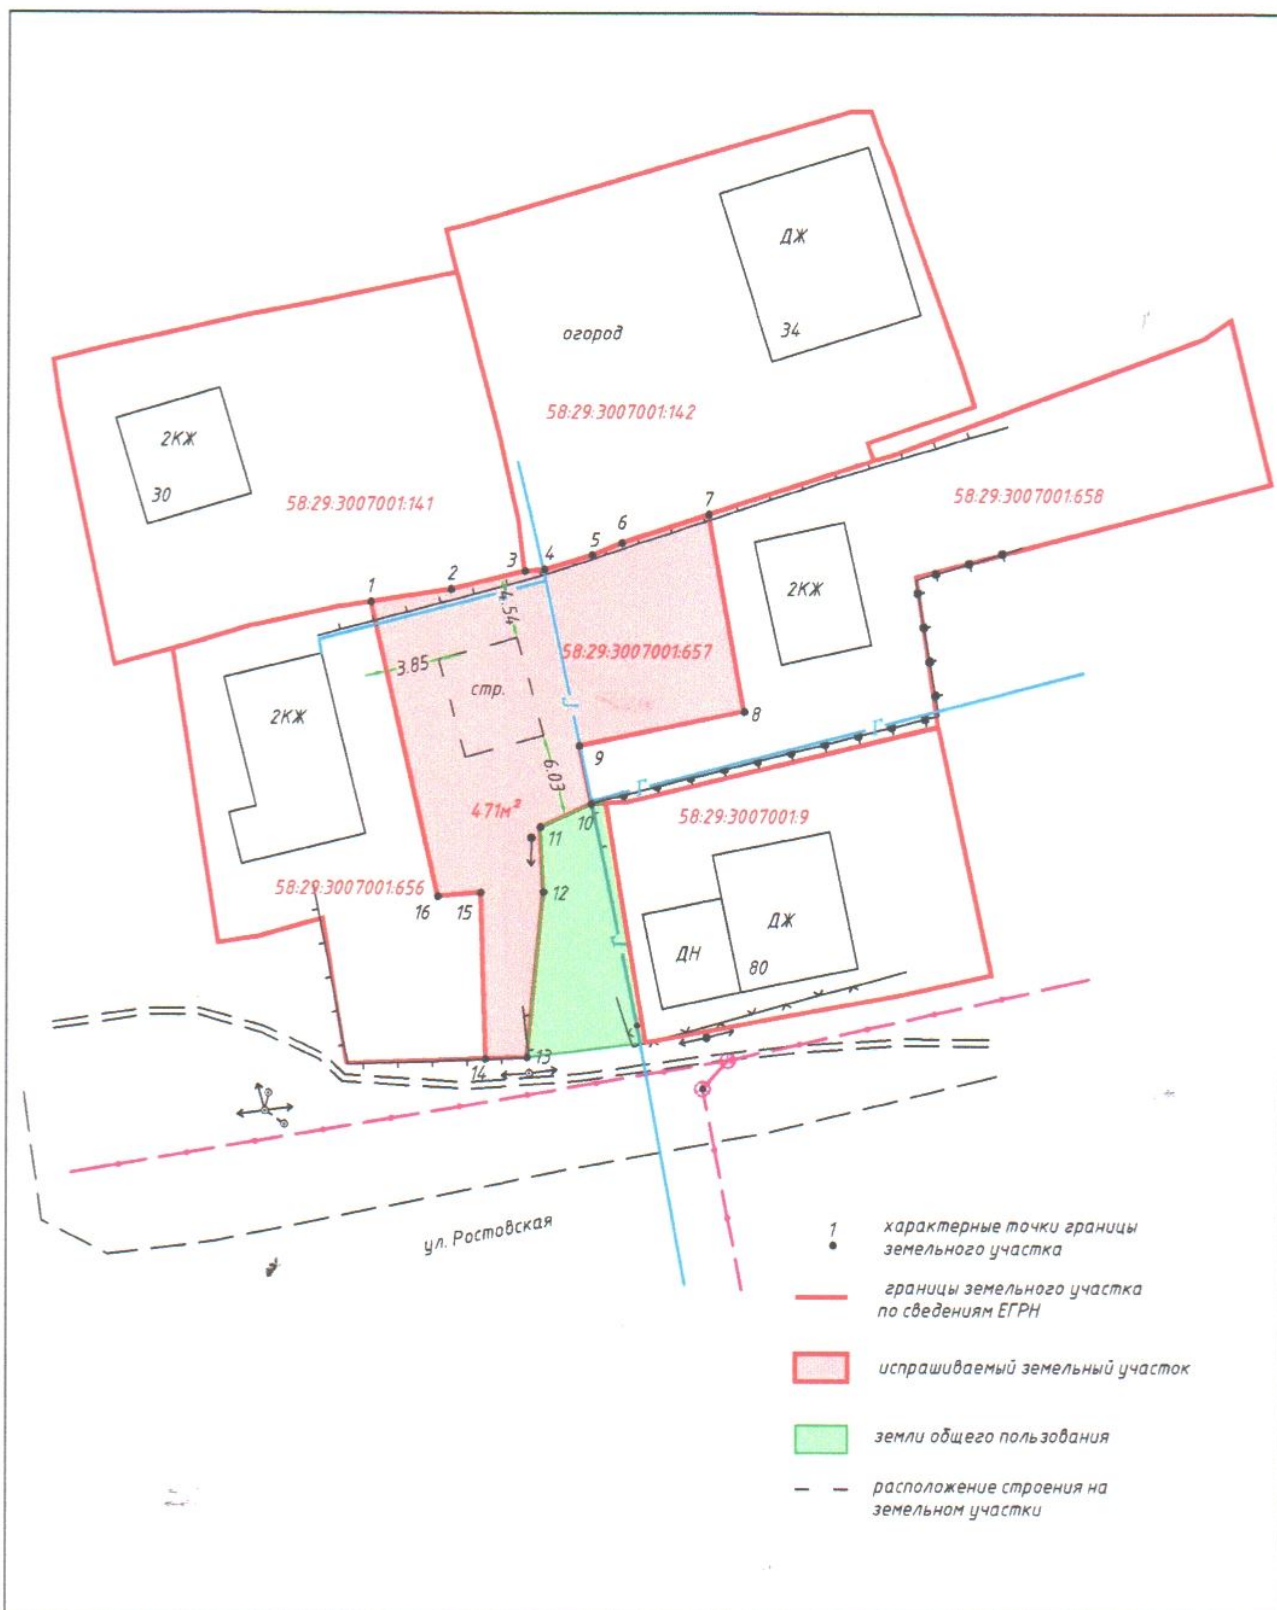 ДЖ
34
огород
58:29:3007001:142
2КЖ
30
58:29:3007001:141
58:29:3007001:658
7
6
5
4
3
2
1
2КЖ
4.54
58:29:3007001:657
3.85
стр.
2КЖ
8
9
Г
Г
6.03
471м²
10
58:29:3007001:9
11
58:29:3007001:656
16
15
12
ДЖ
ДН
80
Г
13
14
ул. Ростовская
1 характерные точки границы
земельного участка
границы земельного участка
по сведениям ЕГРН
испрашиваемый земельный участок
земли общего пользования
расположение строения на
земельном участки